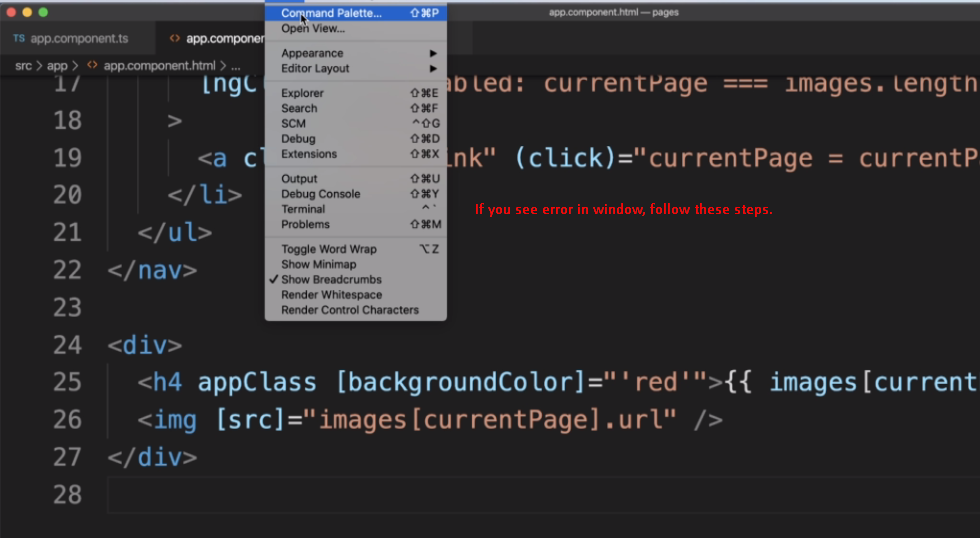 app.component.html — pages
TS app.component.ts
<> app.componen
src > app > <> app.component.html > ...
Command Palette... ⇧⌘P
Open View...
Appearance ▶
Editor Layout ▶
Explorer ⇧⌘E
Search ⇧⌘F
SCM ⌃⇧G
Debug ⇧⌘D
Extensions ⇧⌘X
Output ⇧⌘U
Debug Console ⇧⌘Y
Terminal ⌃`
Problems ⇧⌘M
Toggle Word Wrap ⌥Z
Show Minimap
✓ Show Breadcrumbs
Render Whitespace
Render Control Characters
17 [ngC abled: currentPage === images.length
18 >
19 <a cl ink" (click)="currentPage = currentP
20 </li>
If you see error in window, follow these steps.
21 </ul>
22 </nav>
23
24 <div>
25 <h4 appClass [backgroundColor]="'red'">{{ images[current
26 <img [src]="images[currentPage].url" />
27 </div>
28